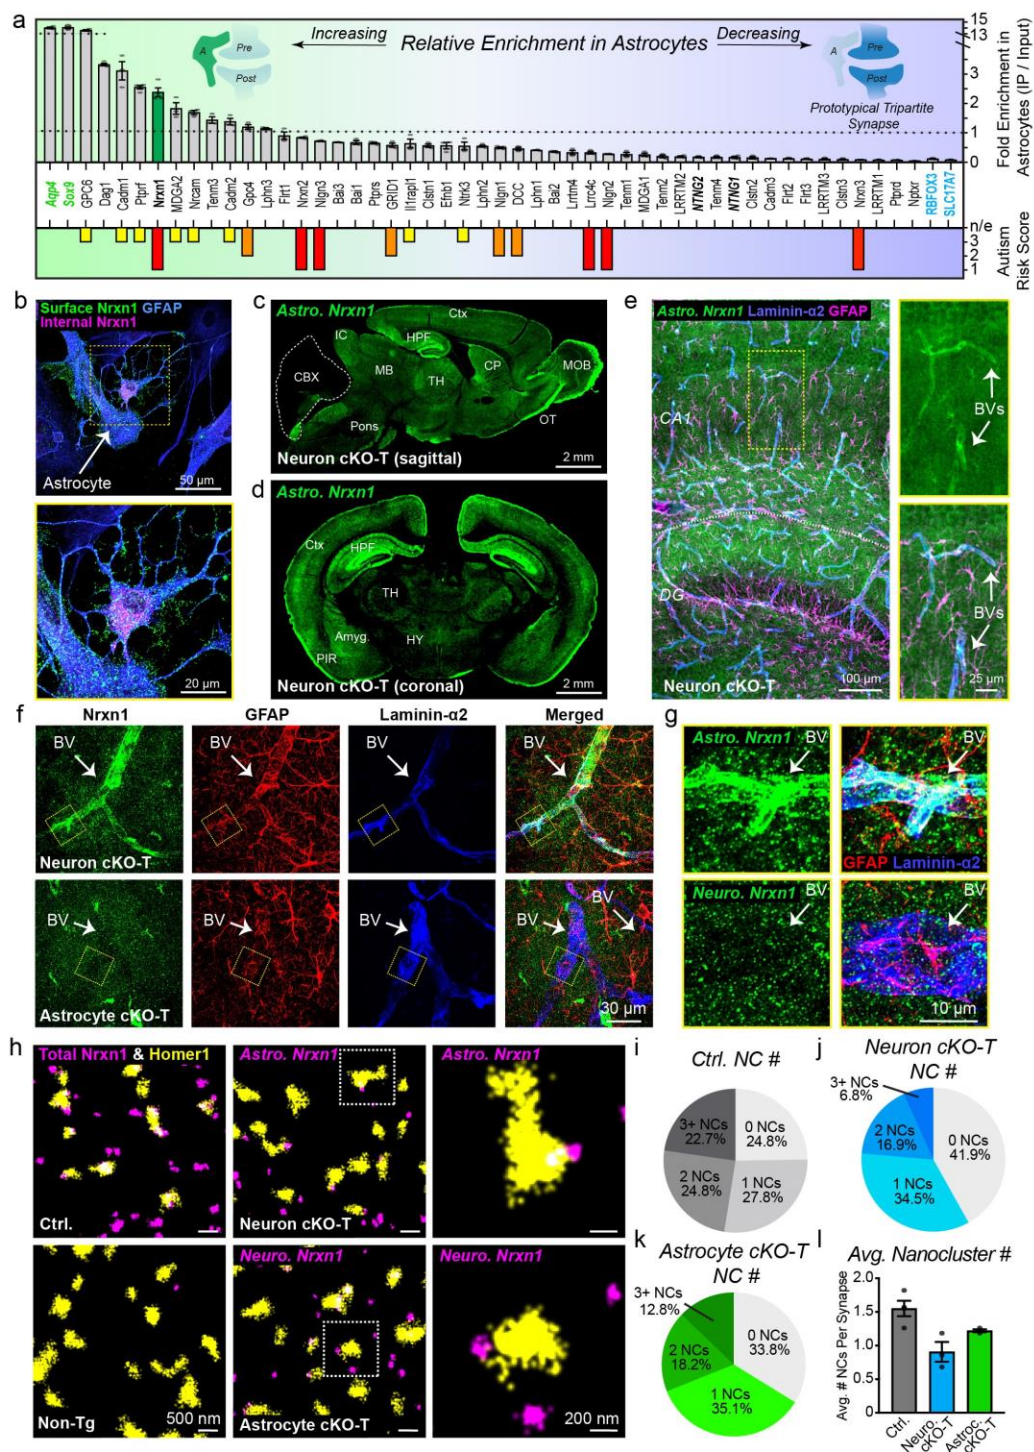 a
Increasing
Relative Enrichment in Astrocytes
Decreasing
A
Pre
Post
A
Pre
Post
Prototypical Tripartite
Synapse
15
13
3
2
1
0
Fold Enrichment in
Astrocytes (IP / Input)
Aqp4
Sox9
GPC6
Dag1
Cadm1
Ptprf
Nrxn1
MDGA2
Nrcam
Tenm3
Cadm2
Gpc4
Lphn3
Flrt1
Nrxn2
Nlgn3
Bai3
Bai1
Ptprs
GRID1
Il1rapl1
Clstn1
Efnb1
Ntrk3
Lphn2
Nlgn1
DCC
Lphn1
Bai2
Lrrtm4
Lrrc4c
Nlgn2
Tenm1
MDGA1
Tenm2
LRRTM2
NTNG2
Tenm4
NTNG1
Clstn2
Cadm3
Flrt2
Flrt3
LRRTM3
Clstn3
Nrxn3
LRRTM1
Ptprd
Nptxr
RBFOX3
SLC17A7
n/e
3
2
1
Autism
Risk Score
b
Surface Nrxn1 GFAP
Internal Nrxn1
Astrocyte
50 µm
20 µm
c
Astro. Nrxn1
Ctx
IC
HPF
CBX
MB
TH
CP
MOB
Pons
OT
Neuron cKO-T (sagittal)
2 mm
d
Astro. Nrxn1
Ctx
HPF
TH
Amyg.
HY
PIR
Neuron cKO-T (coronal)
2 mm
e
Astro. Nrxn1 Laminin-α2 GFAP
CA1
DG
Neuron cKO-T
100 µm
BVs
BVs
25 µm
f
Nrxn1
GFAP
Laminin-α2
Merged
BV
BV
BV
BV
Neuron cKO-T
BV
BV
BV
BV
Astrocyte cKO-T
30 µm
g
Astro. Nrxn1
BV
BV
GFAP Laminin-α2
Neuro. Nrxn1
BV
BV
10 µm
h
Total Nrxn1 & Homer1
Astro. Nrxn1
Astro. Nrxn1
Ctrl.
Neuron cKO-T
Neuro. Nrxn1
Neuro. Nrxn1
Non-Tg
500 nm
Astrocyte cKO-T
200 nm
i
Ctrl. NC #
3+ NCs
22.7%
0 NCs
24.8%
2 NCs
24.8%
1 NCs
27.8%
j
Neuron cKO-T
NC #
3+ NCs
6.8%
2 NCs
16.9%
0 NCs
41.9%
1 NCs
34.5%
k
Astrocyte cKO-T
NC #
3+ NCs
12.8%
0 NCs
33.8%
2 NCs
18.2%
1 NCs
35.1%
l
Avg. Nanocluster #
Avg. # NCs Per Synapse
2.0
1.5
1.0
0.5
0
Ctrl.
Neuro.
cKO-T
Astroc.
cKO-T